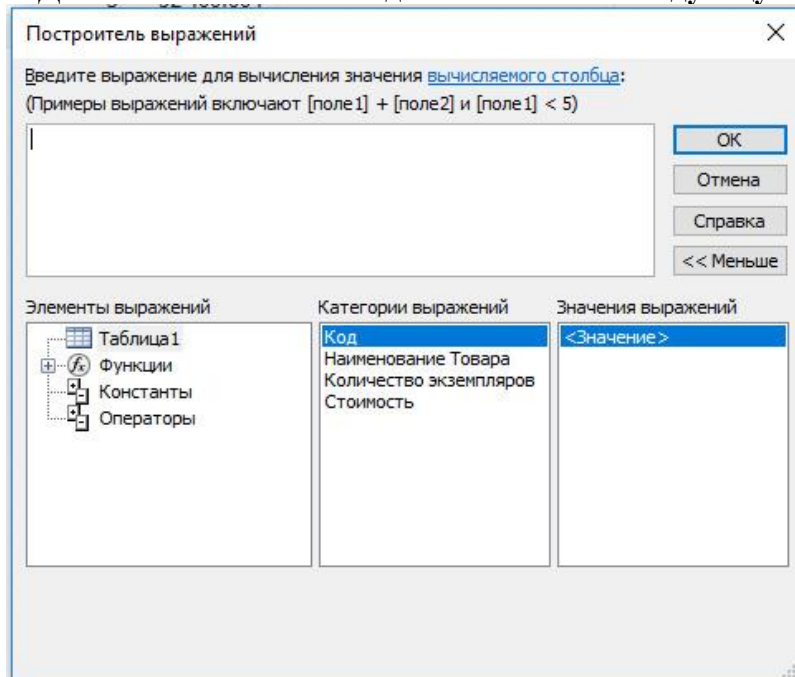 Построитель выражений
Введите выражение для вычисления значения вычисляемого столбца:
(Примеры выражений включают [поле1] + [поле2] и [поле1] < 5)
ОК
Отмена
Справка
<< Меньше
Элементы выражений
Категории выражений
Значения выражений
Таблица1
Функции
Константы
Операторы
Код
Наименование Товара
Количество экземпляров
Стоимость
<Значение>